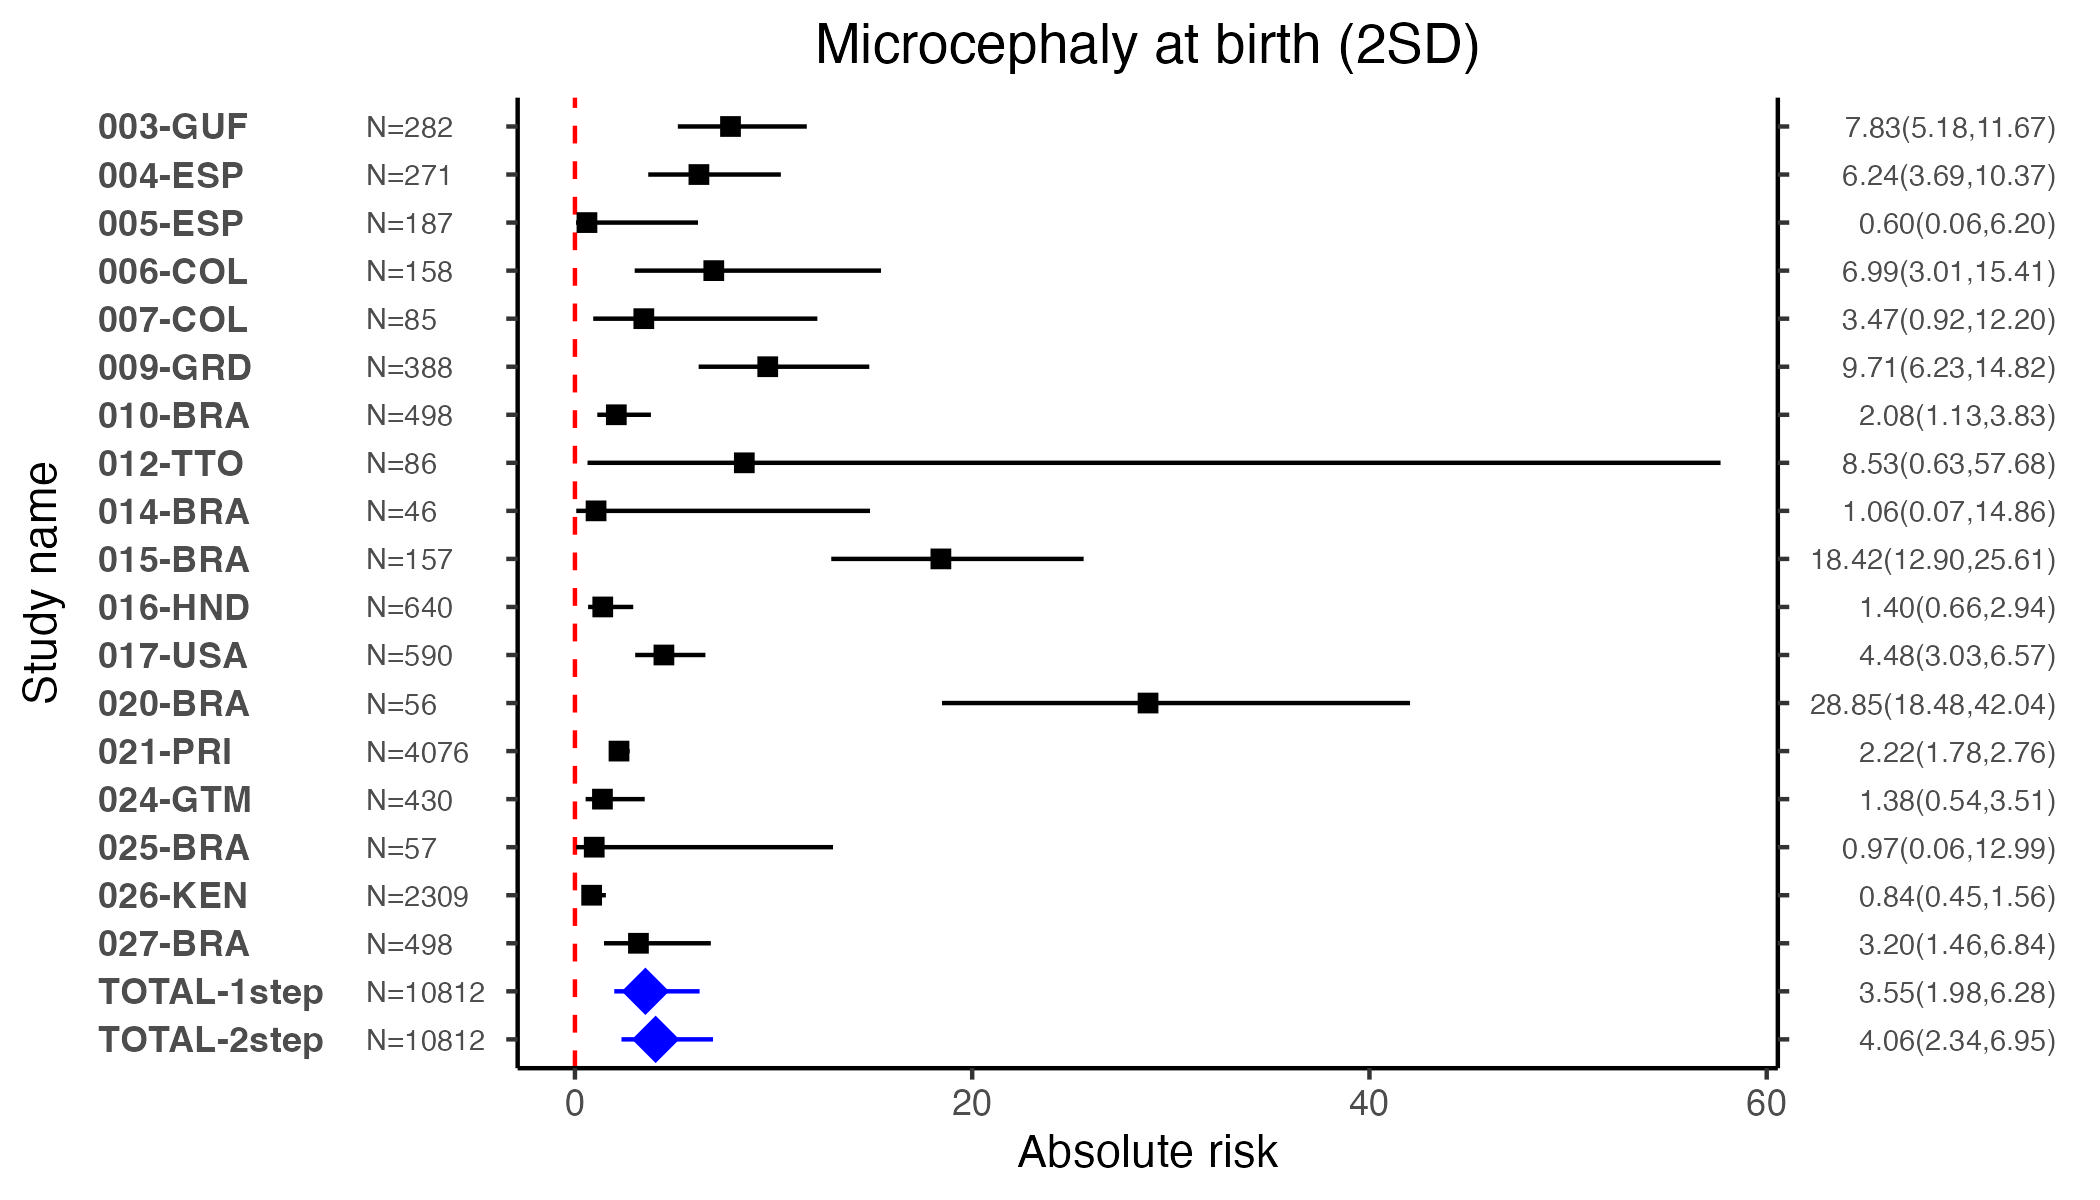 Microcephaly at birth (2SD)
Study name
003-GUF N=282 7.83(5.18,11.67)
004-ESP N=271 6.24(3.69,10.37)
005-ESP N=187 0.60(0.06,6.20)
006-COL N=158 6.99(3.01,15.41)
007-COL N=85 3.47(0.92,12.20)
009-GRD N=388 9.71(6.23,14.82)
010-BRA N=498 2.08(1.13,3.83)
012-TTO N=86 8.53(0.63,57.68)
014-BRA N=46 1.06(0.07,14.86)
015-BRA N=157 18.42(12.90,25.61)
016-HND N=640 1.40(0.66,2.94)
017-USA N=590 4.48(3.03,6.57)
020-BRA N=56 28.85(18.48,42.04)
021-PRI N=4076 2.22(1.78,2.76)
024-GTM N=430 1.38(0.54,3.51)
025-BRA N=57 0.97(0.06,12.99)
026-KEN N=2309 0.84(0.45,1.56)
027-BRA N=498 3.20(1.46,6.84)
TOTAL-1step N=10812 3.55(1.98,6.28)
TOTAL-2step N=10812 4.06(2.34,6.95)
0 20 40 60
Absolute risk